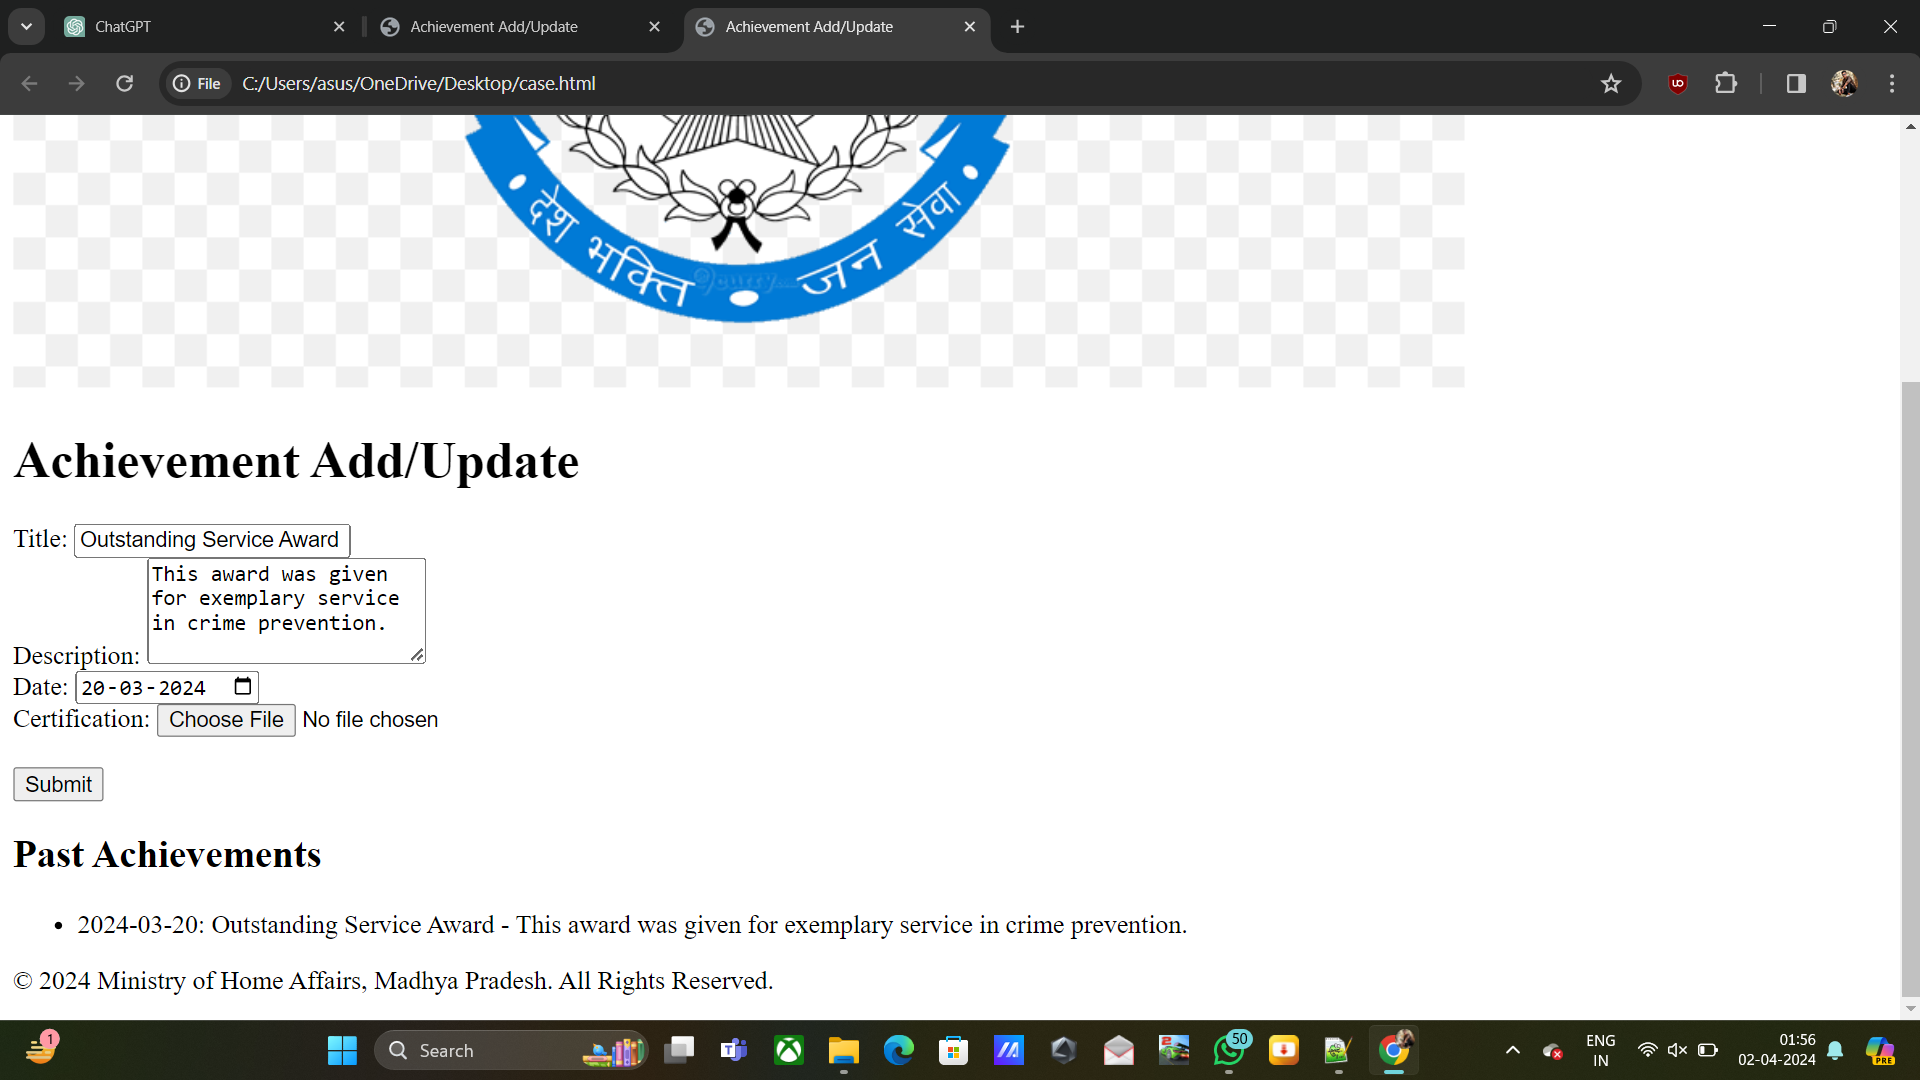 ChatGPT
Achievement Add/Update
Achievement Add/Update
File
C:/Users/asus/OneDrive/Desktop/case.html
देश भक्ति
जन सेवा
Achievement Add/Update
Title: Outstanding Service Award
This award was given
for exemplary service
in crime prevention.
Description:
Date: 20-03-2024
Certification: Choose File No file chosen
Submit
Past Achievements
• 2024-03-20: Outstanding Service Award - This award was given for exemplary service in crime prevention.
© 2024 Ministry of Home Affairs, Madhya Pradesh. All Rights Reserved.
1
Search
50
ENG
IN
01:56
02-04-2024
PRE